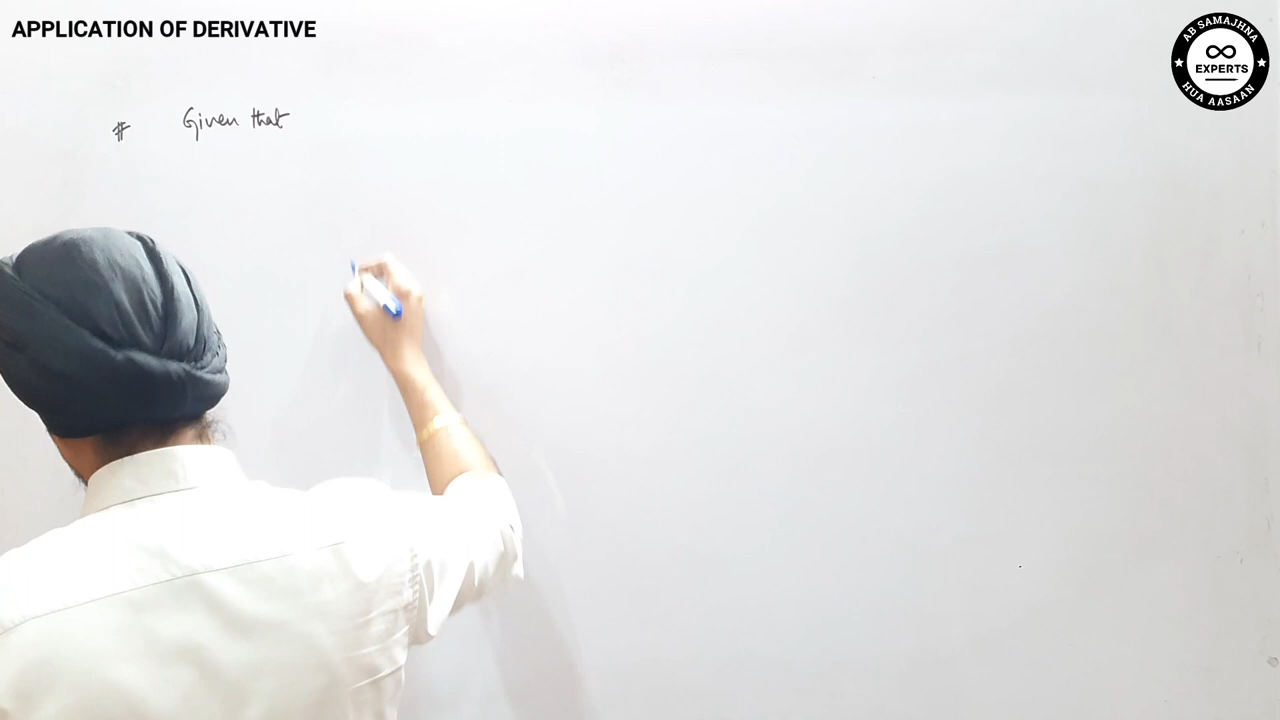 APPLICATION OF DERIVATIVE
AB SAMAJHNA
∞
EXPERTS
HUA AASAAN
# Given that